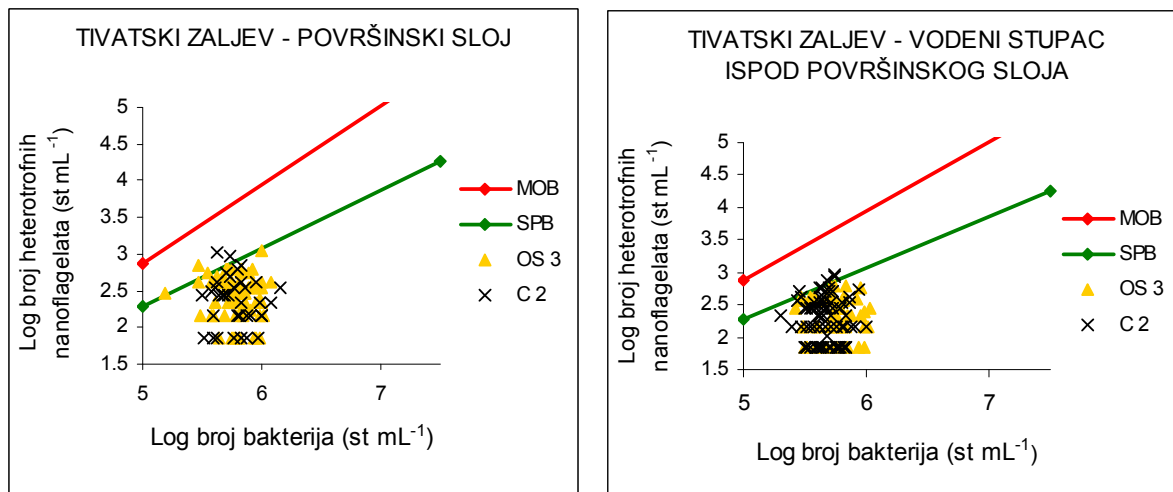 TIVATSKI ZALJEV - POVRŠINSKI SLOJ
Log broj heterotrofnih
nanoflagelata (st mL⁻¹)
5
4.5
4
3.5
3
2.5
2
1.5
5 6 7
Log broj bakterija (st mL⁻¹)
MOB
SPB
OS 3
C 2
TIVATSKI ZALJEV - VODENI STUPAC
ISPOD POVRŠINSKOG SLOJA
Log broj heterotrofnih
nanoflagelata (st mL⁻¹)
5
4.5
4
3.5
3
2.5
2
1.5
5 6 7
Log broj bakterija (st mL⁻¹)
MOB
SPB
OS 3
C 2